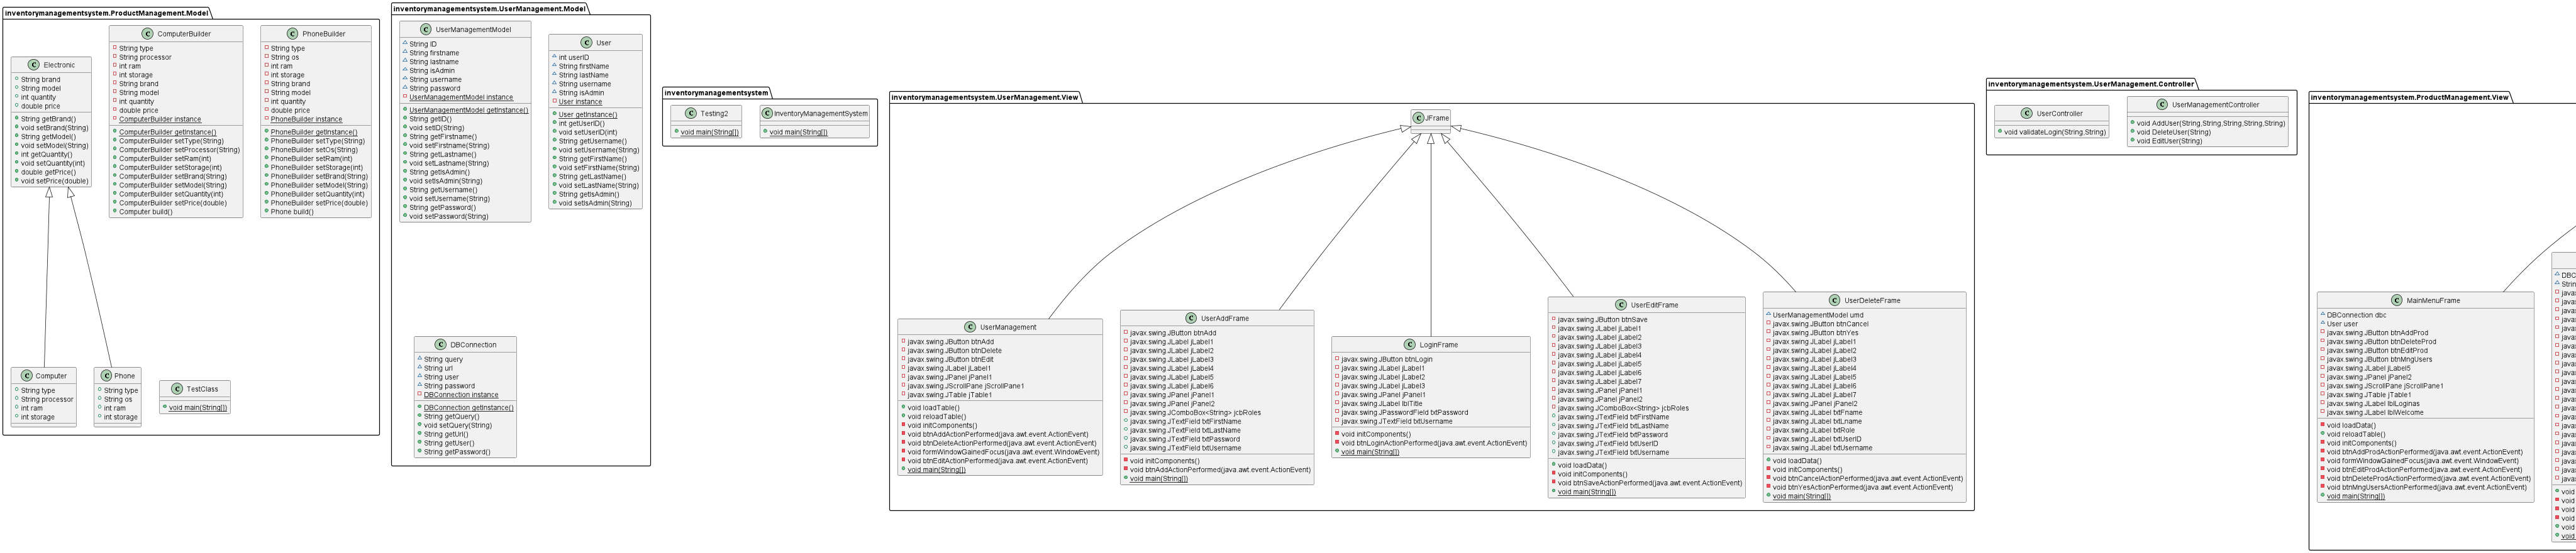 inventorymanagementsystem.ProductManagement.Model
Electronic
String brand
String model
int quantity
double price
String getBrand()
void setBrand(String)
String getModel()
void setModel(String)
int getQuantity()
void setQuantity(int)
double getPrice()
void setPrice(double)
ComputerBuilder
String type
String processor
int ram
int storage
String brand
String model
int quantity
double price
ComputerBuilder instance
ComputerBuilder getInstance()
ComputerBuilder setType(String)
ComputerBuilder setProcessor(String)
ComputerBuilder setRam(int)
ComputerBuilder setStorage(int)
ComputerBuilder setBrand(String)
ComputerBuilder setModel(String)
ComputerBuilder setQuantity(int)
ComputerBuilder setPrice(double)
Computer build()
PhoneBuilder
String type
String os
int ram
int storage
String brand
String model
int quantity
double price
PhoneBuilder instance
PhoneBuilder getInstance()
PhoneBuilder setType(String)
PhoneBuilder setOs(String)
PhoneBuilder setRam(int)
PhoneBuilder setStorage(int)
PhoneBuilder setBrand(String)
PhoneBuilder setModel(String)
PhoneBuilder setQuantity(int)
PhoneBuilder setPrice(double)
Phone build()
Computer
String type
String processor
int ram
int storage
Phone
String type
String os
int ram
int storage
TestClass
void main(String[])
inventorymanagementsystem.UserManagement.Model
UserManagementModel
String ID
String firstname
String lastname
String isAdmin
String username
String password
UserManagementModel instance
UserManagementModel getInstance()
String getID()
void setID(String)
String getFirstname()
void setFirstname(String)
String getLastname()
void setLastname(String)
String getIsAdmin()
void setIsAdmin(String)
String getUsername()
void setUsername(String)
String getPassword()
void setPassword(String)
User
int userID
String firstName
String lastName
String username
String isAdmin
User instance
User getInstance()
int getUserID()
void setUserID(int)
String getUsername()
void setUsername(String)
String getFirstName()
void setFirstName(String)
String getLastName()
void setLastName(String)
String getIsAdmin()
void setIsAdmin(String)
DBConnection
String query
String url
String user
String password
DBConnection instance
DBConnection getInstance()
String getQuery()
void setQuery(String)
String getUrl()
String getUser()
String getPassword()
inventorymanagementsystem
Testing2
void main(String[])
InventoryManagementSystem
void main(String[])
inventorymanagementsystem.UserManagement.View
JFrame
UserManagement
javax.swing JButton btnAdd
javax.swing JButton btnDelete
javax.swing JButton btnEdit
javax.swing JLabel jLabel1
javax.swing JPanel jPanel1
javax.swing JScrollPane jScrollPane1
javax.swing JTable jTable1
void loadTable()
void reloadTable()
void initComponents()
void btnAddActionPerformed(java.awt.event.ActionEvent)
void btnDeleteActionPerformed(java.awt.event.ActionEvent)
void formWindowGainedFocus(java.awt.event.WindowEvent)
void btnEditActionPerformed(java.awt.event.ActionEvent)
void main(String[])
UserAddFrame
javax.swing JButton btnAdd
javax.swing JLabel jLabel1
javax.swing JLabel jLabel2
javax.swing JLabel jLabel3
javax.swing JLabel jLabel4
javax.swing JLabel jLabel5
javax.swing JLabel jLabel6
javax.swing JPanel jPanel1
javax.swing JPanel jPanel2
javax.swing JComboBox<String> jcbRoles
javax.swing JTextField txtFirstName
javax.swing JTextField txtLastName
javax.swing JTextField txtPassword
javax.swing JTextField txtUsername
void initComponents()
void btnAddActionPerformed(java.awt.event.ActionEvent)
void main(String[])
LoginFrame
javax.swing JButton btnLogin
javax.swing JLabel jLabel1
javax.swing JLabel jLabel2
javax.swing JLabel jLabel3
javax.swing JPanel jPanel1
javax.swing JLabel lblTitle
javax.swing JPasswordField txtPassword
javax.swing JTextField txtUsername
void initComponents()
void btnLoginActionPerformed(java.awt.event.ActionEvent)
void main(String[])
UserEditFrame
javax.swing JButton btnSave
javax.swing JLabel jLabel1
javax.swing JLabel jLabel2
javax.swing JLabel jLabel3
javax.swing JLabel jLabel4
javax.swing JLabel jLabel5
javax.swing JLabel jLabel6
javax.swing JLabel jLabel7
javax.swing JPanel jPanel1
javax.swing JPanel jPanel2
javax.swing JComboBox<String> jcbRoles
javax.swing JTextField txtFirstName
javax.swing JTextField txtLastName
javax.swing JTextField txtPassword
javax.swing JTextField txtUserID
javax.swing JTextField txtUsername
void loadData()
void initComponents()
void btnSaveActionPerformed(java.awt.event.ActionEvent)
void main(String[])
UserDeleteFrame
UserManagementModel umd
javax.swing JButton btnCancel
javax.swing JButton btnYes
javax.swing JLabel jLabel1
javax.swing JLabel jLabel2
javax.swing JLabel jLabel3
javax.swing JLabel jLabel4
javax.swing JLabel jLabel5
javax.swing JLabel jLabel6
javax.swing JLabel jLabel7
javax.swing JPanel jPanel2
javax.swing JLabel txtFname
javax.swing JLabel txtLname
javax.swing JLabel txtRole
javax.swing JLabel txtUserID
javax.swing JLabel txtUsername
void loadData()
void initComponents()
void btnCancelActionPerformed(java.awt.event.ActionEvent)
void btnYesActionPerformed(java.awt.event.ActionEvent)
void main(String[])
inventorymanagementsystem.UserManagement.Controller
UserController
void validateLogin(String,String)
UserManagementController
void AddUser(String,String,String,String,String)
void DeleteUser(String)
void EditUser(String)
inventorymanagementsystem.ProductManagement.View
MainMenuFrame
DBConnection dbc
User user
javax.swing JButton btnAddProd
javax.swing JButton btnDeleteProd
javax.swing JButton btnEditProd
javax.swing JButton btnMngUsers
javax.swing JLabel jLabel5
javax.swing JPanel jPanel2
javax.swing JScrollPane jScrollPane1
javax.swing JTable jTable1
javax.swing JLabel lblLoginas
javax.swing JLabel lblWelcome
void loadData()
void reloadTable()
void initComponents()
void btnAddProdActionPerformed(java.awt.event.ActionEvent)
void formWindowGainedFocus(java.awt.event.WindowEvent)
void btnEditProdActionPerformed(java.awt.event.ActionEvent)
void btnDeleteProdActionPerformed(java.awt.event.ActionEvent)
void btnMngUsersActionPerformed(java.awt.event.ActionEvent)
void main(String[])
void
void
void
void
void